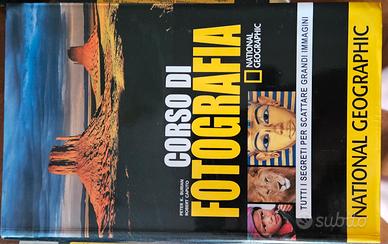 PETER K. BURIAN
ROBERT CAPUTO
CORSO DI
FOTOGRAFIA
NATIONAL
GEOGRAPHIC
TUTTI I SEGRETI PER SCATTARE GRANDI IMMAGINI
NATIONAL GEOGRAPHIC
subito